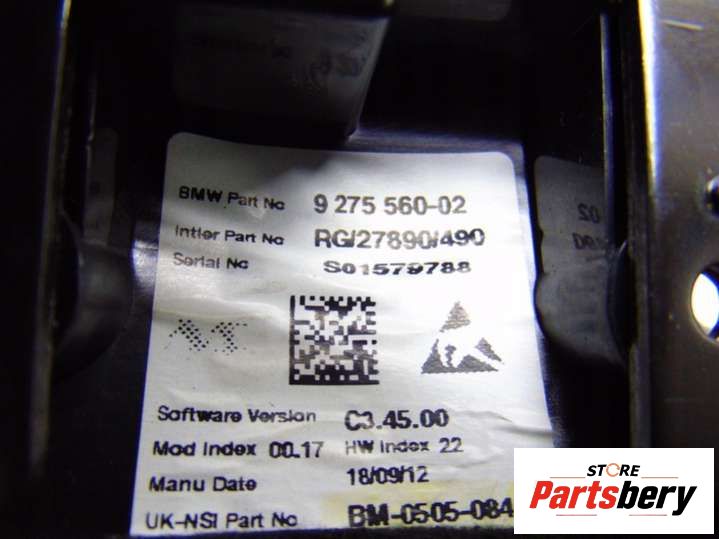 BMW Part No 9 275 560-02
Intier Part No RG/27890/490
Serial No S01579788
Software Version C3.45.00
Mod Index 00.17 HW Index 22
Manu Date 18/09/12
UK-NSI Part No BM-0505-084
STORE
Partsbery